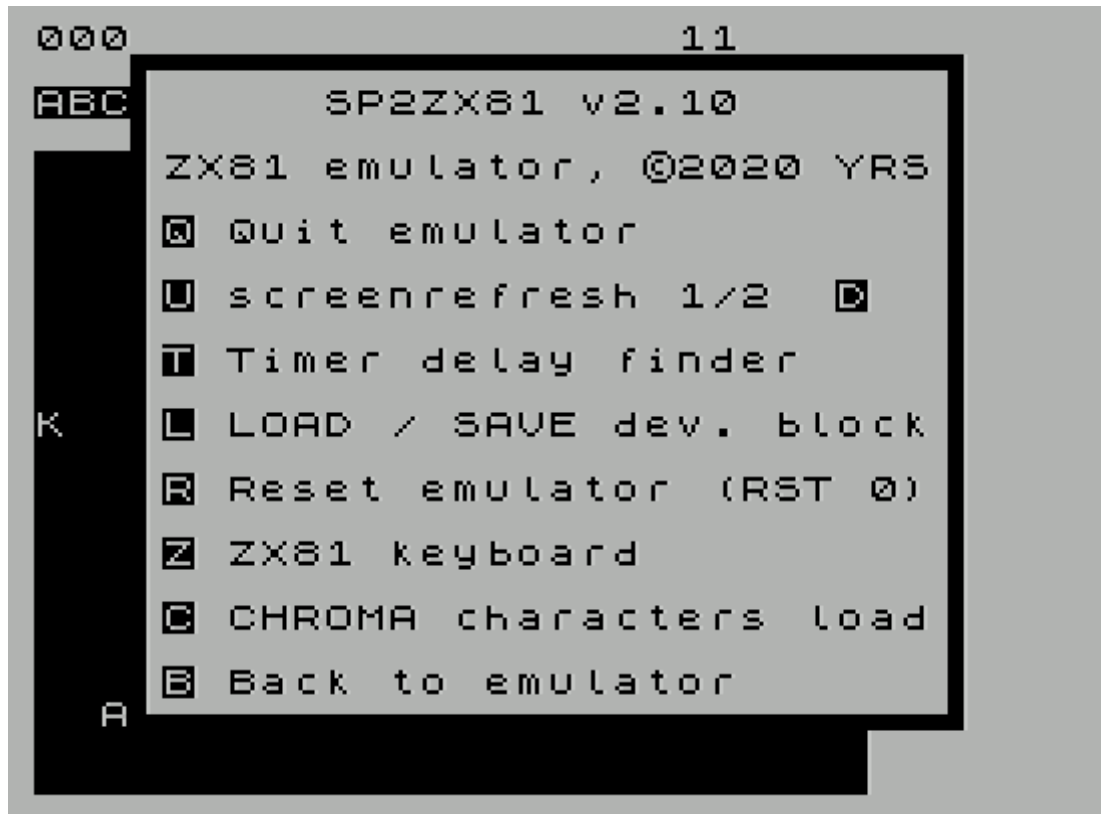 000 11
ABC
SP2ZX81 v2.10
ZX81 emulator, ©2020 YRS
Q Quit emulator
U screenrefresh 1/2 D
T Timer delay finder
K
L LOAD / SAVE dev. block
R Reset emulator (RST 0)
Z ZX81 keyboard
C CHROMA characters load
B Back to emulator
A